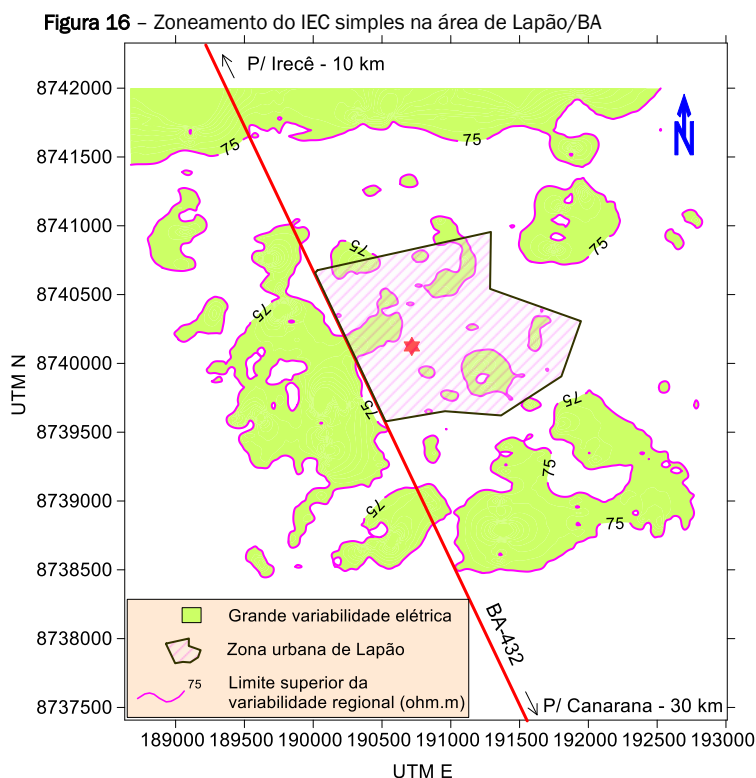 Figura 16 – Zoneamento do IEC simples na área de Lapão/BA
P/ Irecê - 10 km
8742000
8741500
8741000
8740500
8740000
8739500
8739000
8738500
8738000
8737500
UTM N
N
75
75
75
75
75
75
75
75
75
75
Grande variabilidade elétrica
Zona urbana de Lapão
75
Limite superior da
variabilidade regional (ohm.m)
BA-432
P/ Canarana - 30 km
189000 189500 190000 190500 191000 191500 192000 192500 193000
UTM E